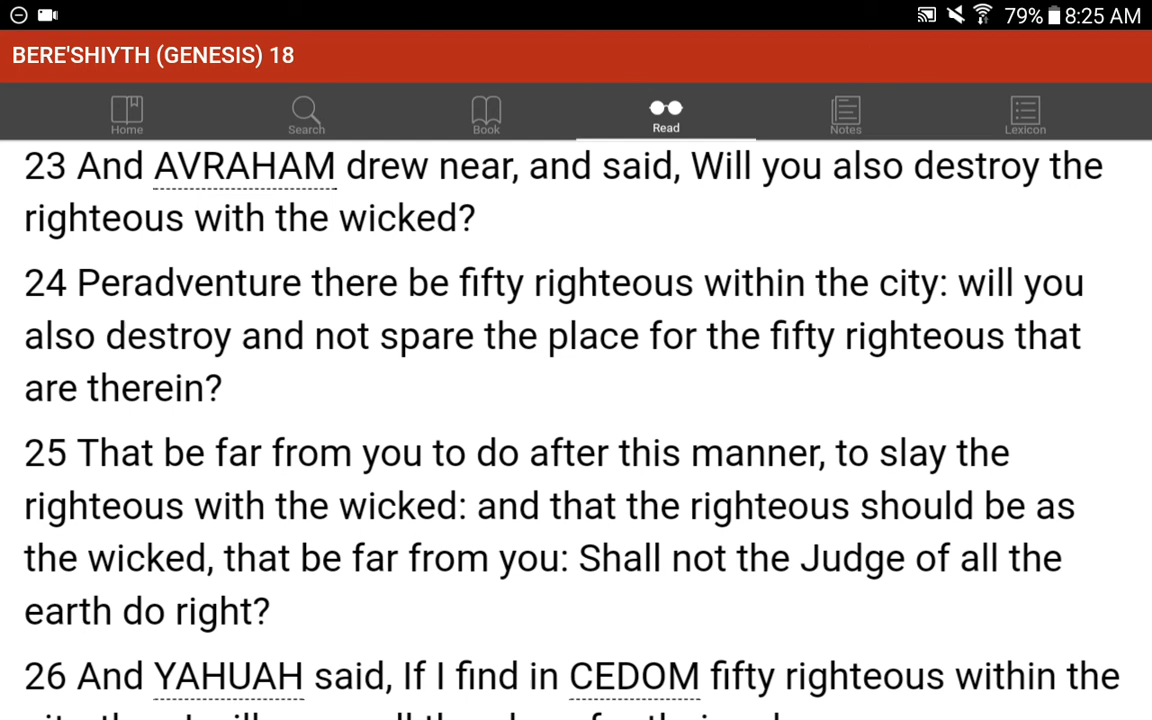 79% 8:25 AM
BERE'SHIYTH (GENESIS) 18
Home Search Book Read Notes Lexicon
23 And AVRAHAM drew near, and said, Will you also destroy the
righteous with the wicked?
24 Peradventure there be fifty righteous within the city: will you
also destroy and not spare the place for the fifty righteous that
are therein?
25 That be far from you to do after this manner, to slay the
righteous with the wicked: and that the righteous should be as
the wicked, that be far from you: Shall not the Judge of all the
earth do right?
26 And YAHUAH said, If I find in CEDOM fifty righteous within the